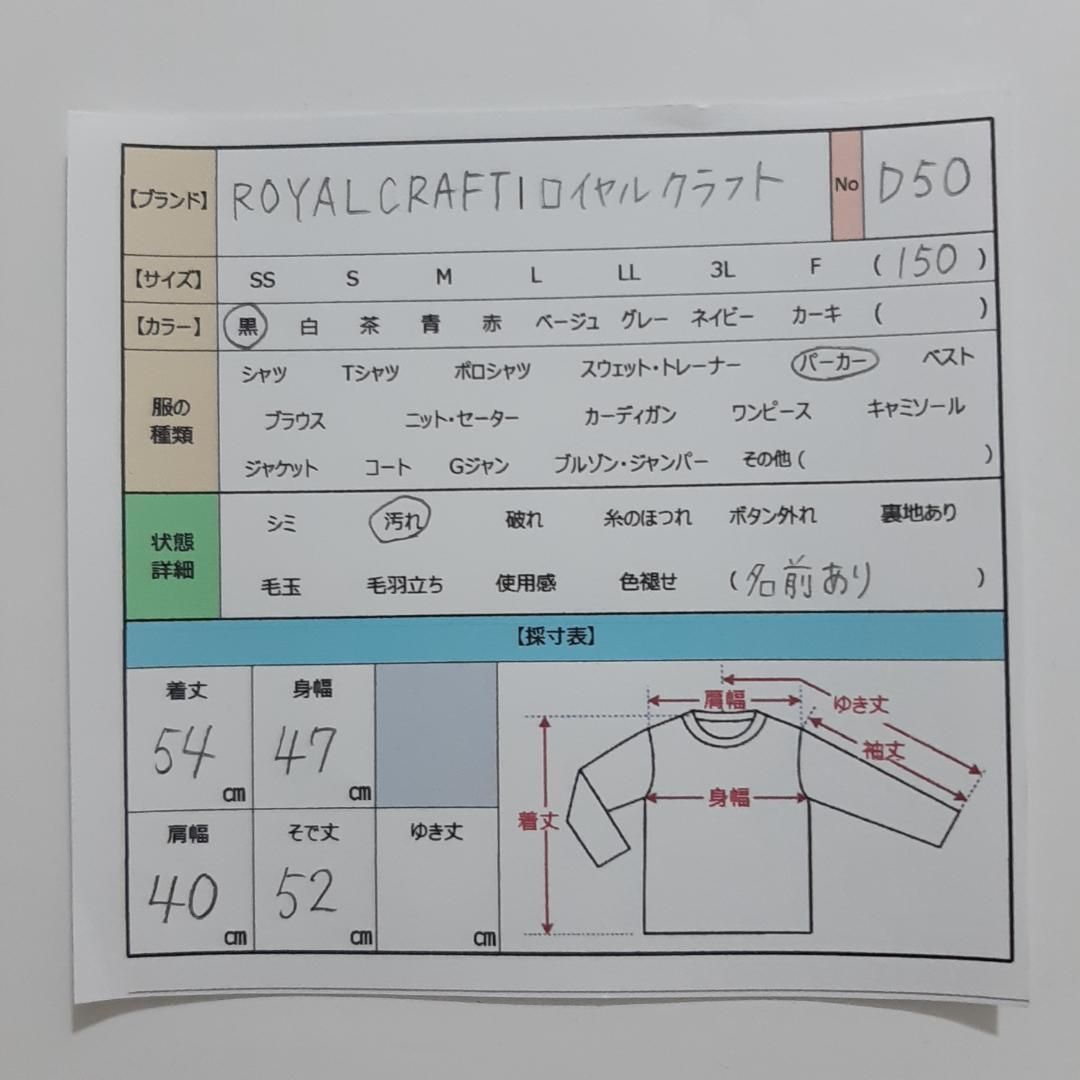 【ブランド】 ROYALCRAFT | ロイヤルクラフト No D50
【サイズ】 SS S M L LL 3L F (150)
【カラー】 黒 白 茶 青 赤 ベージュ グレー ネイビー カーキ ( )
服の種類
シャツ Tシャツ ポロシャツ スウェット・トレーナー パーカー ベスト
ブラウス ニット・セーター カーディガン ワンピース キャミソール
ジャケット コート Gジャン ブルゾン・ジャンパー その他 ( )
状態詳細
シミ 汚れ 破れ 糸のほつれ ボタン外れ 裏地あり
毛玉 毛羽立ち 使用感 色褪せ (名前あり )
【採寸表】
着丈 54 cm
身幅 47 cm
肩幅 40 cm
そで丈 52 cm
ゆき丈 cm
肩幅
ゆき丈
袖丈
身幅
着丈